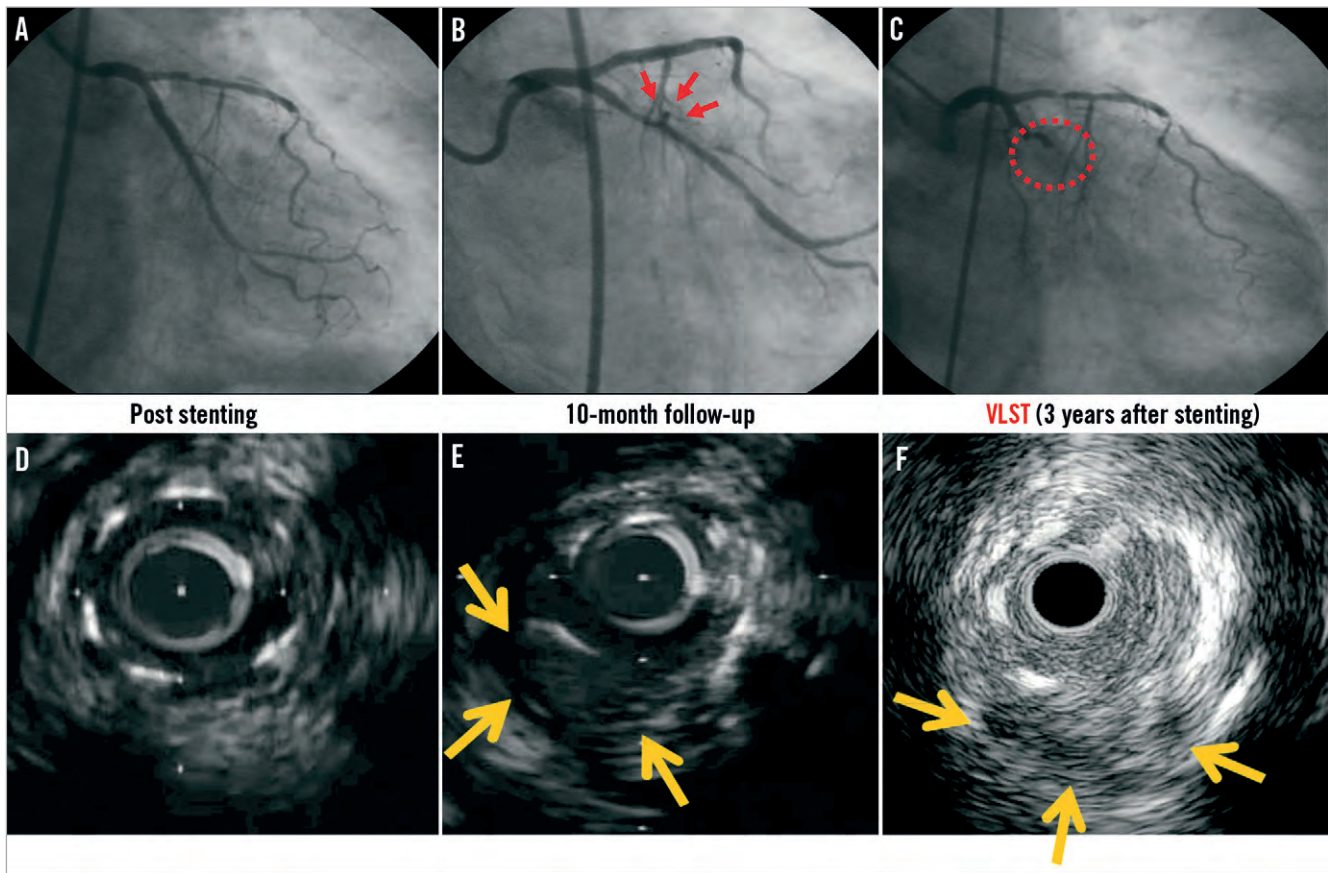 A
B
C
Post stenting
10-month follow-up
VLST (3 years after stenting)
D
E
F